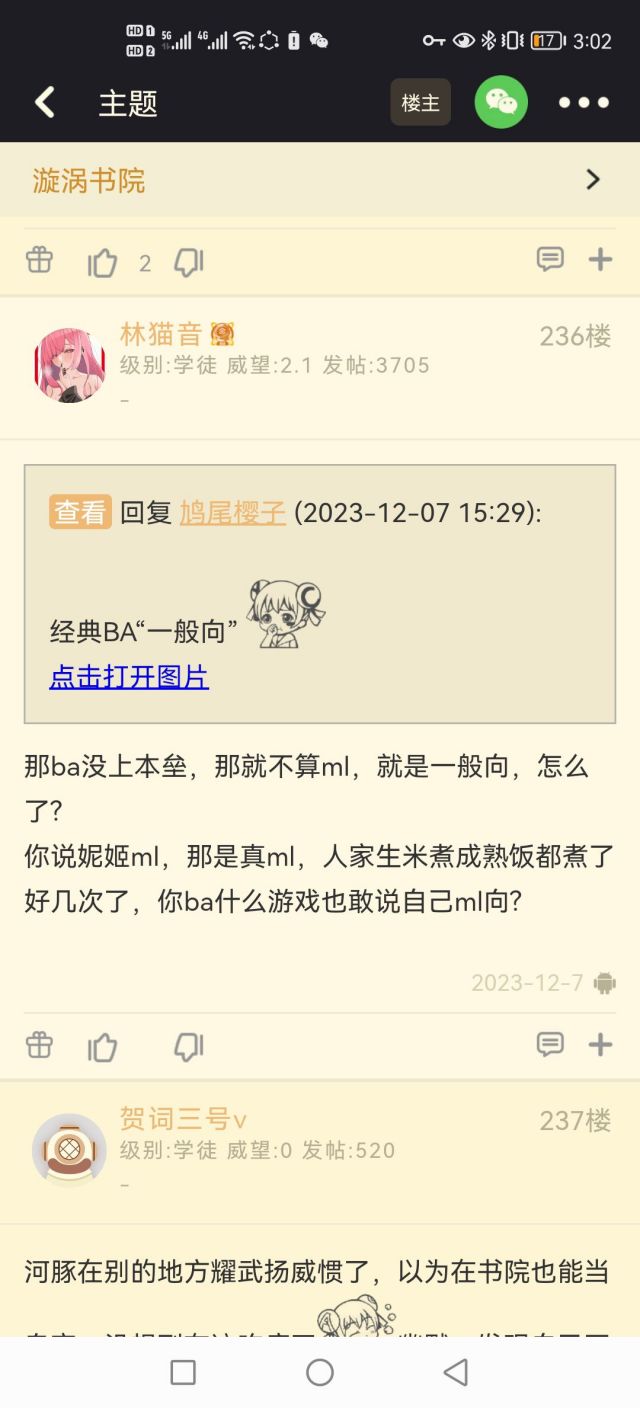 HD 1 5G 4G 17 3:02
HD 2
主题 楼主
漩涡书院
2
林猫音 236楼
级别:学徒 威望:2.1 发帖:3705
-
查看 回复 鸠尾樱子 (2023-12-07 15:29):
经典BA“一般向”
点击打开图片
那ba没上本垒，那就不算ml，就是一般向，怎么
了?
你说妮姬ml，那是真ml，人家生米煮成熟饭都煮了
好几次了，你ba什么游戏也敢说自己ml向?
2023-12-7
贺词三号v 237楼
级别:学徒 威望:0 发帖:520
-
河豚在别的地方耀武扬威惯了，以为在书院也能当